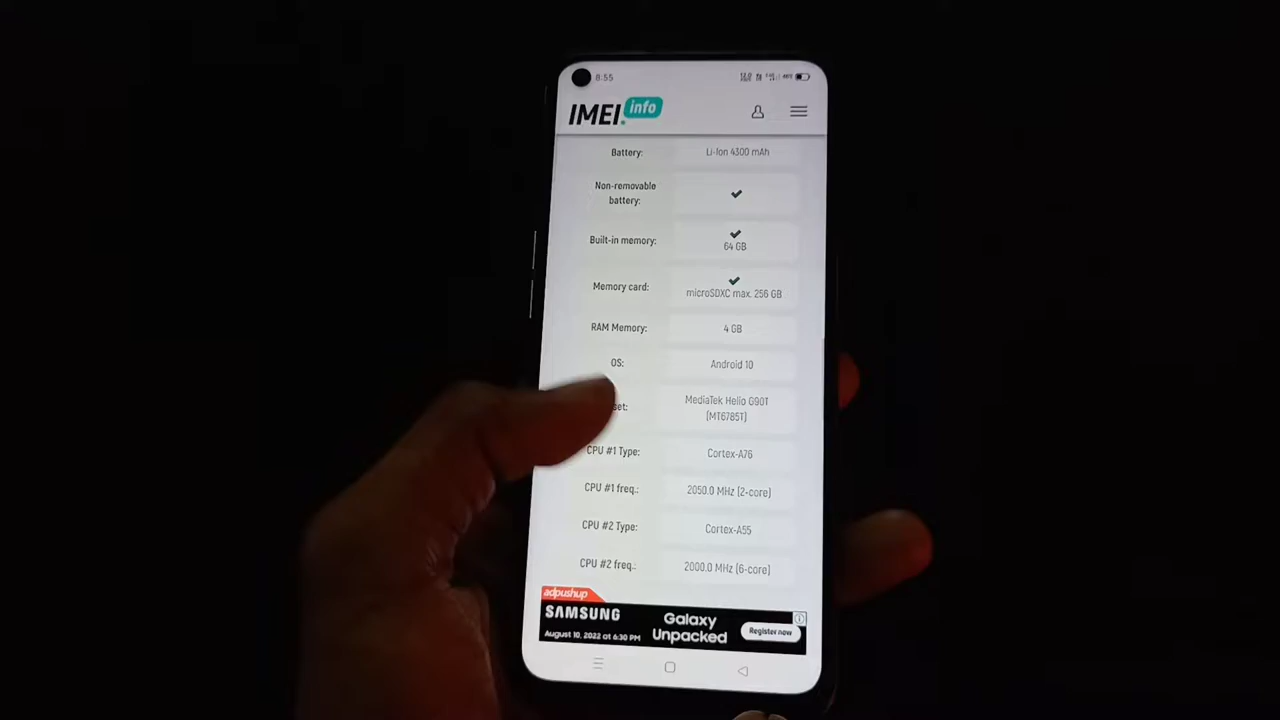 8:55
IMEI.info
Battery: Li-Ion 4300 mAh
Non-removable
battery:
Built-in memory:
64 GB
Memory card:
microSDXC max. 256 GB
RAM Memory: 4 GB
OS: Android 10
set:
MediaTek Helio G90T
(MT6785T)
CPU #1 Type: Cortex-A76
CPU #1 freq.: 2050.0 MHz (2-core)
CPU #2 Type: Cortex-A55
CPU #2 freq.: 2000.0 MHz (6-core)
adpushup
SAMSUNG
August 10, 2022 at 6:30 PM
Galaxy
Unpacked
Register now